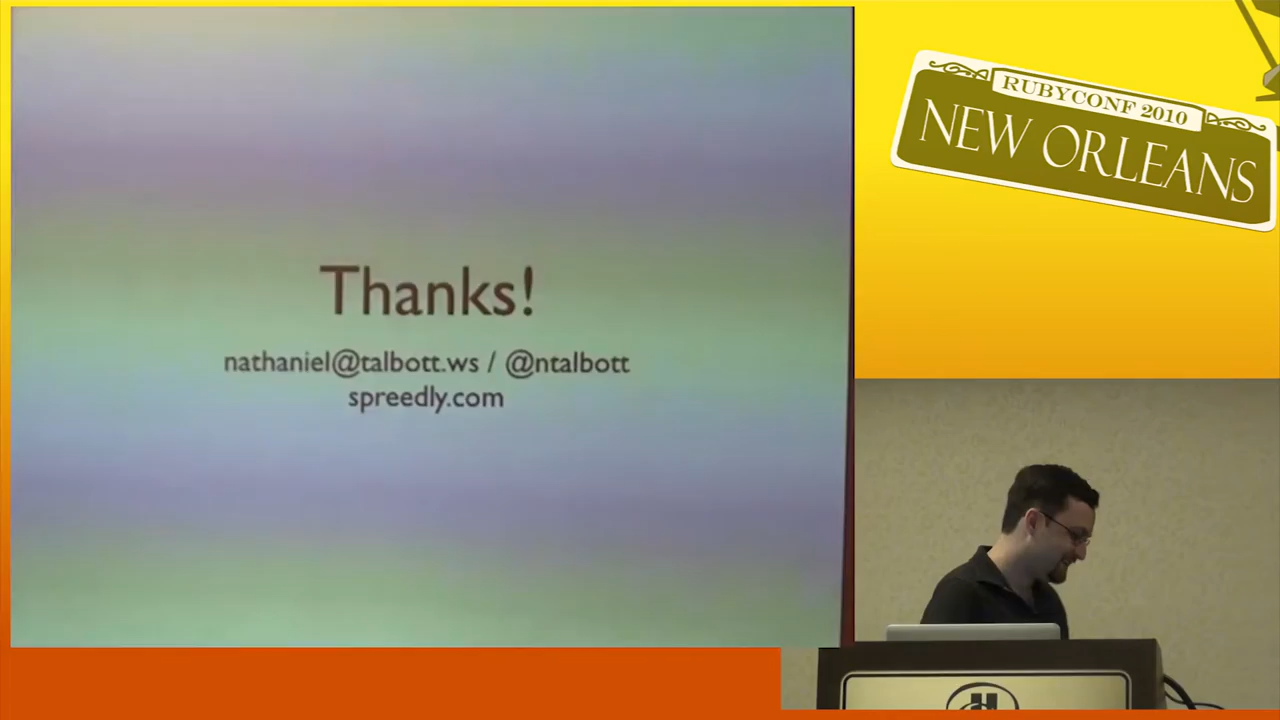 Thanks!
nathaniel@talbott.ws / @ntalbott
spreedly.com
RUBYCONF 2010
NEW ORLEANS
H